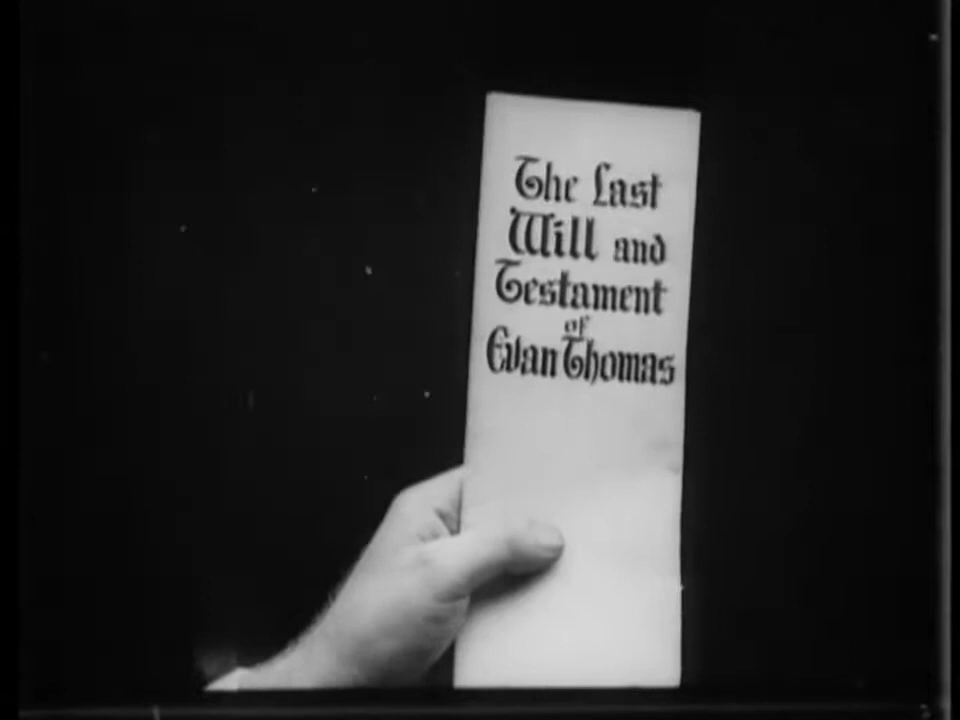 The Last
Will and
Testament
of
Evan Thomas